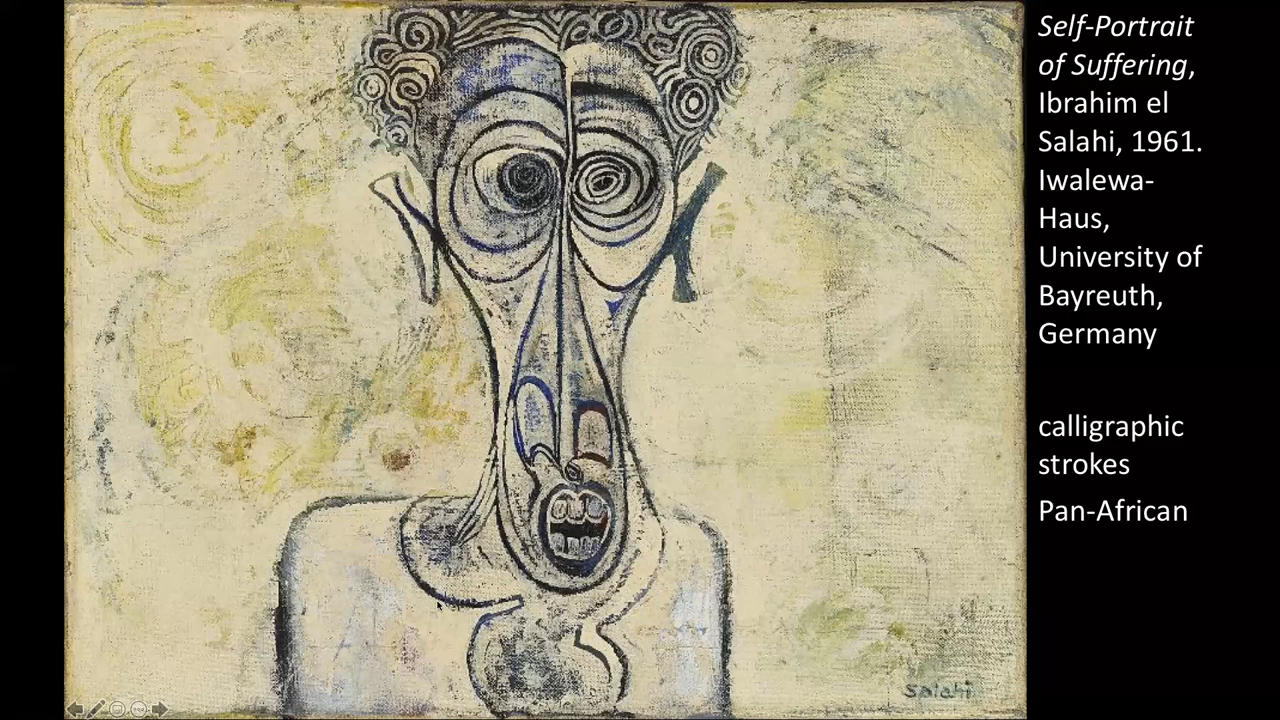 Self-Portrait
of Suffering,
Ibrahim el
Salahi, 1961.
Iwalewa-
Haus,
University of
Bayreuth,
Germany
calligraphic
strokes
Pan-African
Salahi